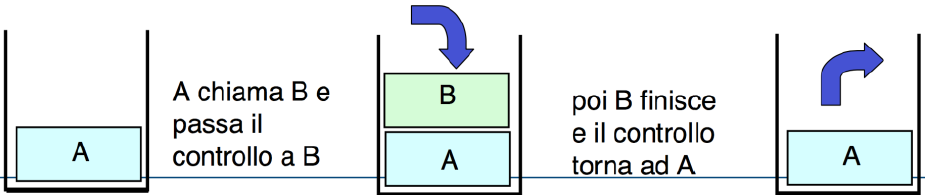 A
A chiama B e
passa il
controllo a B
B
A
poi B finisce
e il controllo
torna ad A
A